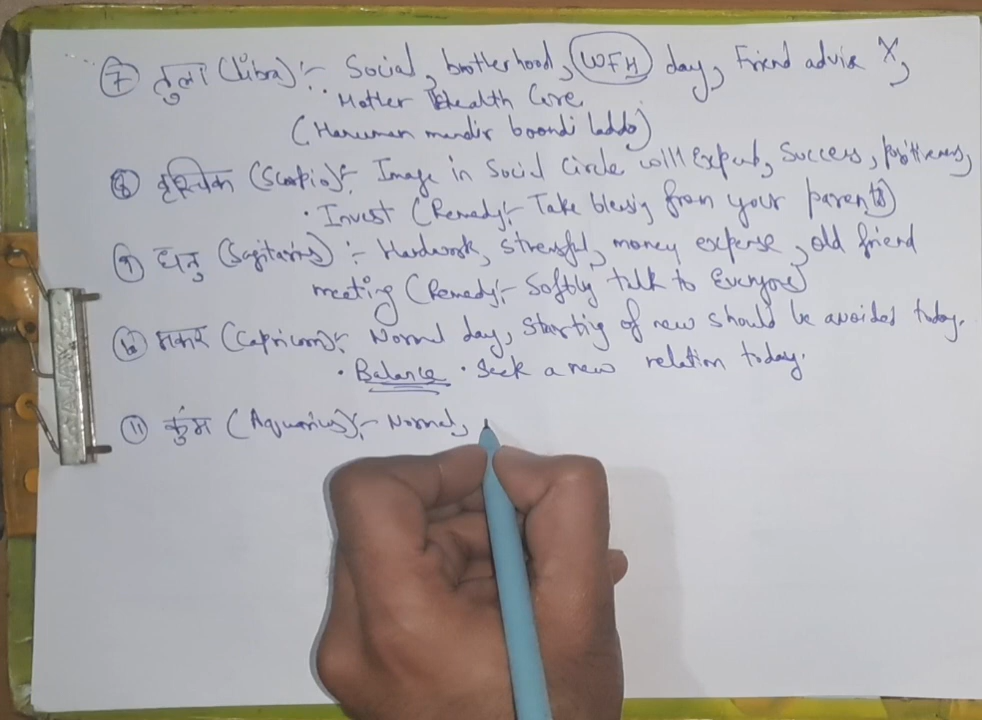 ⑦ तुला (Libra) :- Social, brotherhood, WFH day, Friend advice X,
Mother Health Care
(Hanuman mandir boondi laddo)
⑧ वृश्चिक (Scorpio) :- Image in Social Circle will Expand, Success, positiveness,
• Invest (Remedy :- Take blessing from your parents)
⑨ धनु (Sagitarius) :- Hardwork, stressful, money expense, old friend
meeting (Remedy :- Softly talk to Everyone)
⑩ मकर (Capricorn) :- Normal day, starting of new should be avoided today.
• Balance • Seek a new relation today.
⑪ कुंभ (Aquarius) :- Normal,
AJAY